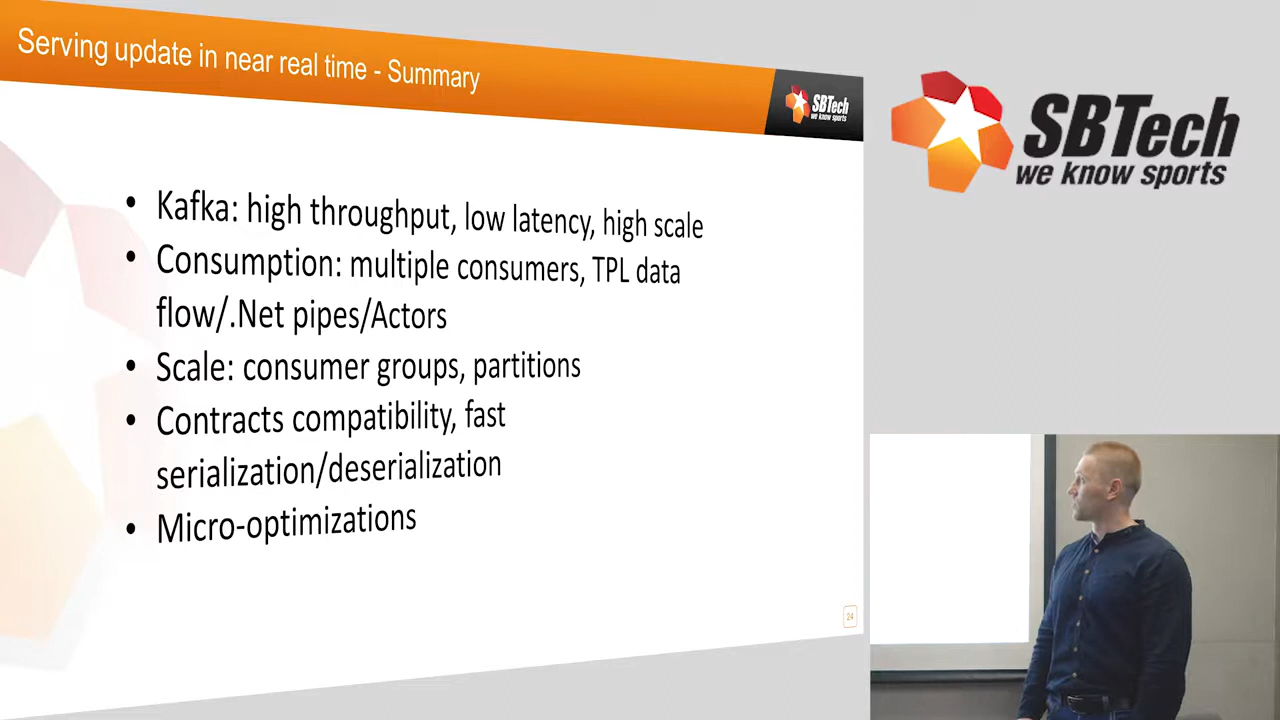 Serving update in near real time - Summary
SBTech
we know sports
• Kafka: high throughput, low latency, high scale
• Consumption: multiple consumers, TPL data
flow/.Net pipes/Actors
• Scale: consumer groups, partitions
• Contracts compatibility, fast
serialization/deserialization
• Micro-optimizations
24
SBTech
we know sports